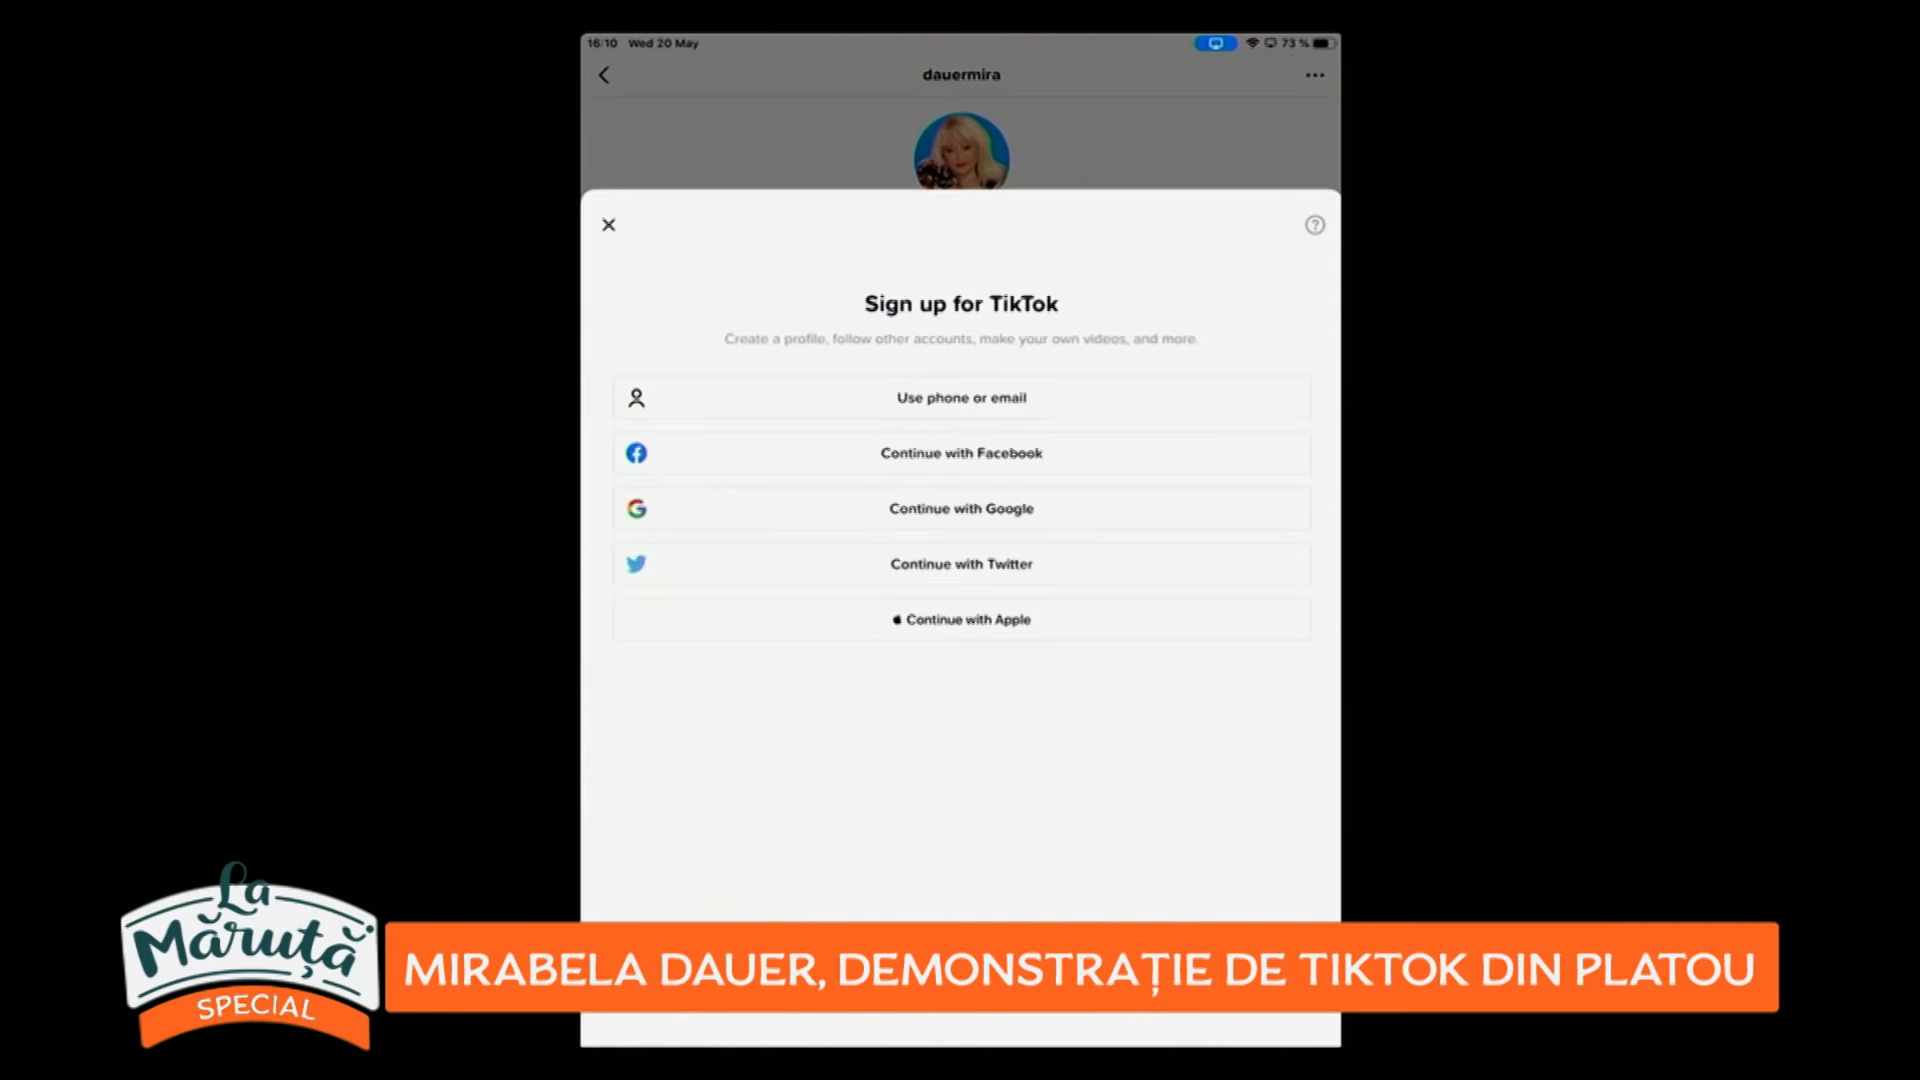 16:10 Wed 20 May
73 %
dauermira
Sign up for TikTok
Create a profile, follow other accounts, make your own videos, and more.
Use phone or email
Continue with Facebook
Continue with Google
Continue with Twitter
Continue with Apple
La
Măruță
SPECIAL
MIRABELA DAUER, DEMONSTRAȚIE DE TIKTOK DIN PLATOU